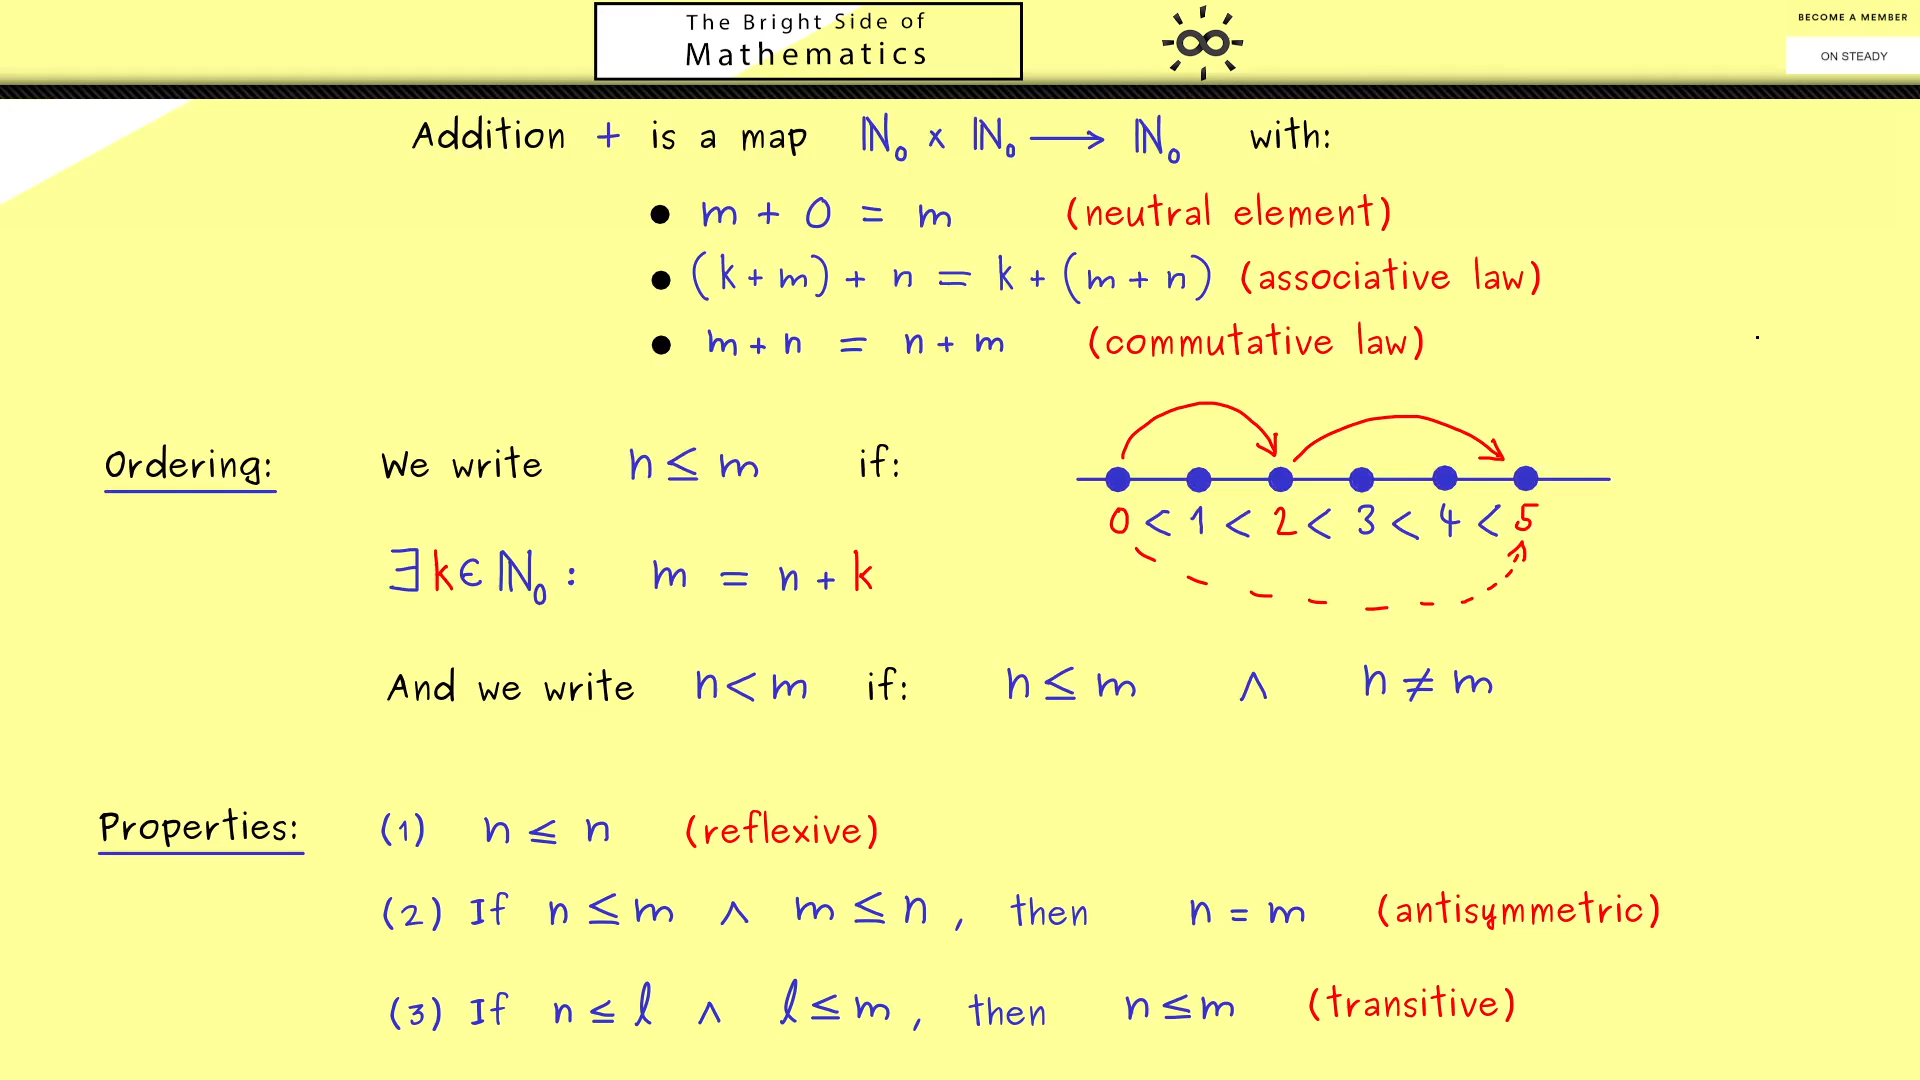 The Bright Side of
Mathematics
BECOME A MEMBER
ON STEADY
Addition + is a map ℕ₀ × ℕ₀ ⟶ ℕ₀ with:
• m + 0 = m (neutral element)
• (k + m) + n = k + (m + n) (associative law)
• m + n = n + m (commutative law)
Ordering: We write n ≤ m if:
0 < 1 < 2 < 3 < 4 < 5
∃ k ∈ ℕ₀ : m = n + k
And we write n < m if: n ≤ m ∧ n ≠ m
Properties: (1) n ≤ n (reflexive)
(2) If n ≤ m ∧ m ≤ n , then n = m (antisymmetric)
(3) If n ≤ l ∧ l ≤ m , then n ≤ m (transitive)